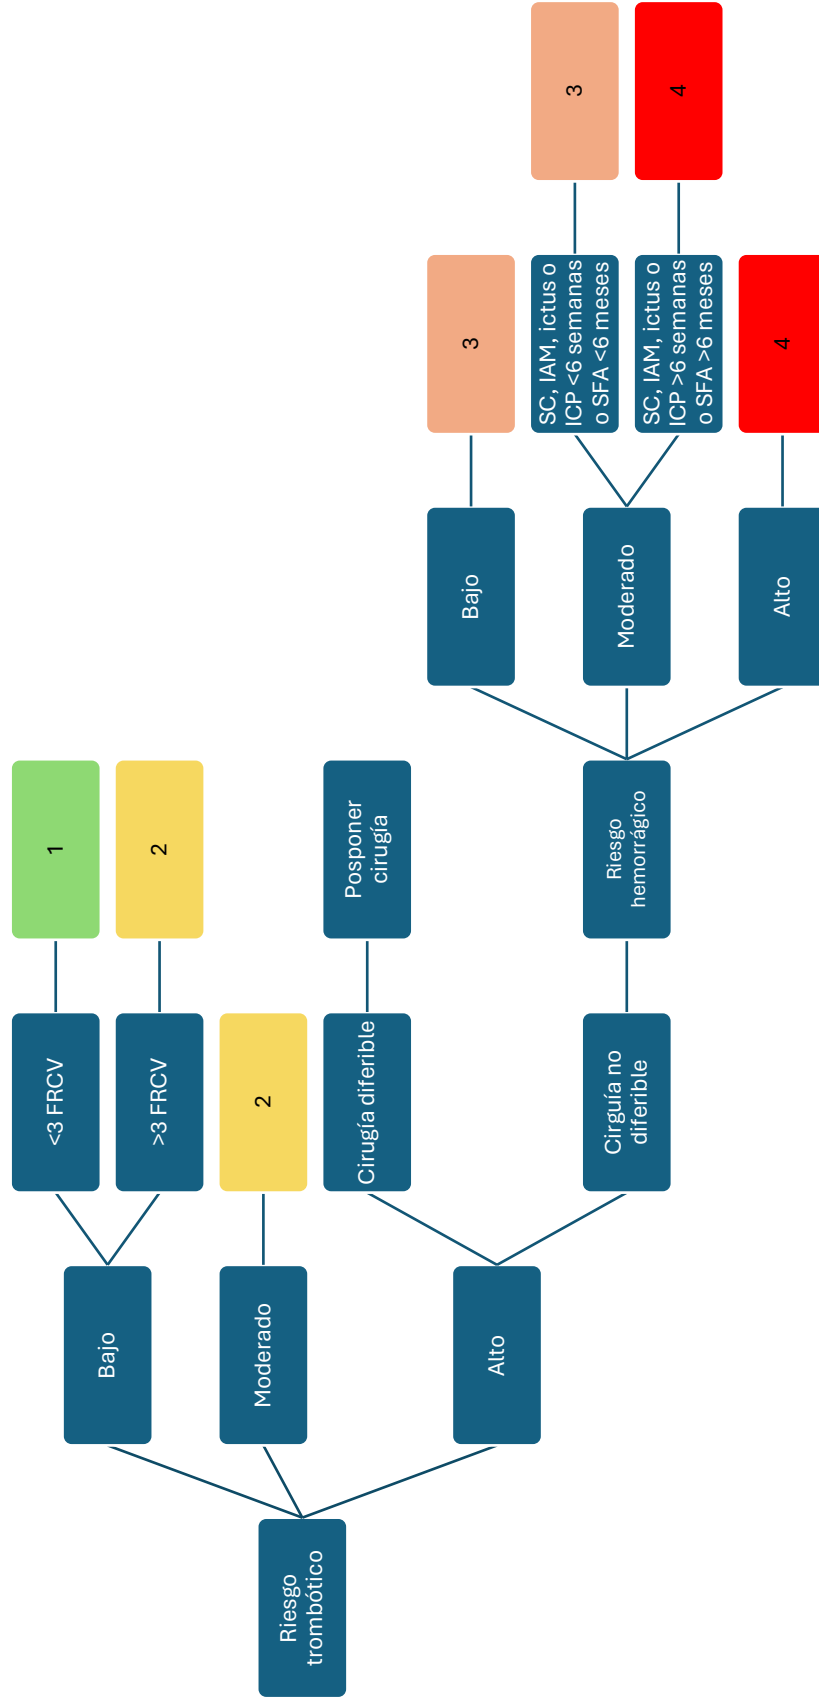 Riesgo
trombótico
Bajo
<3 FRCV
1
>3 FRCV
2
Moderado
2
Alto
Cirugía diferible
Posponer
cirugía
Cirguía no
diferible
Riesgo
hemorrágico
Bajo
3
Moderado
SC, IAM, ictus o
ICP <6 semanas
o SFA <6 meses
3
SC, IAM, ictus o
ICP >6 semanas
o SFA >6 meses
4
Alto
4